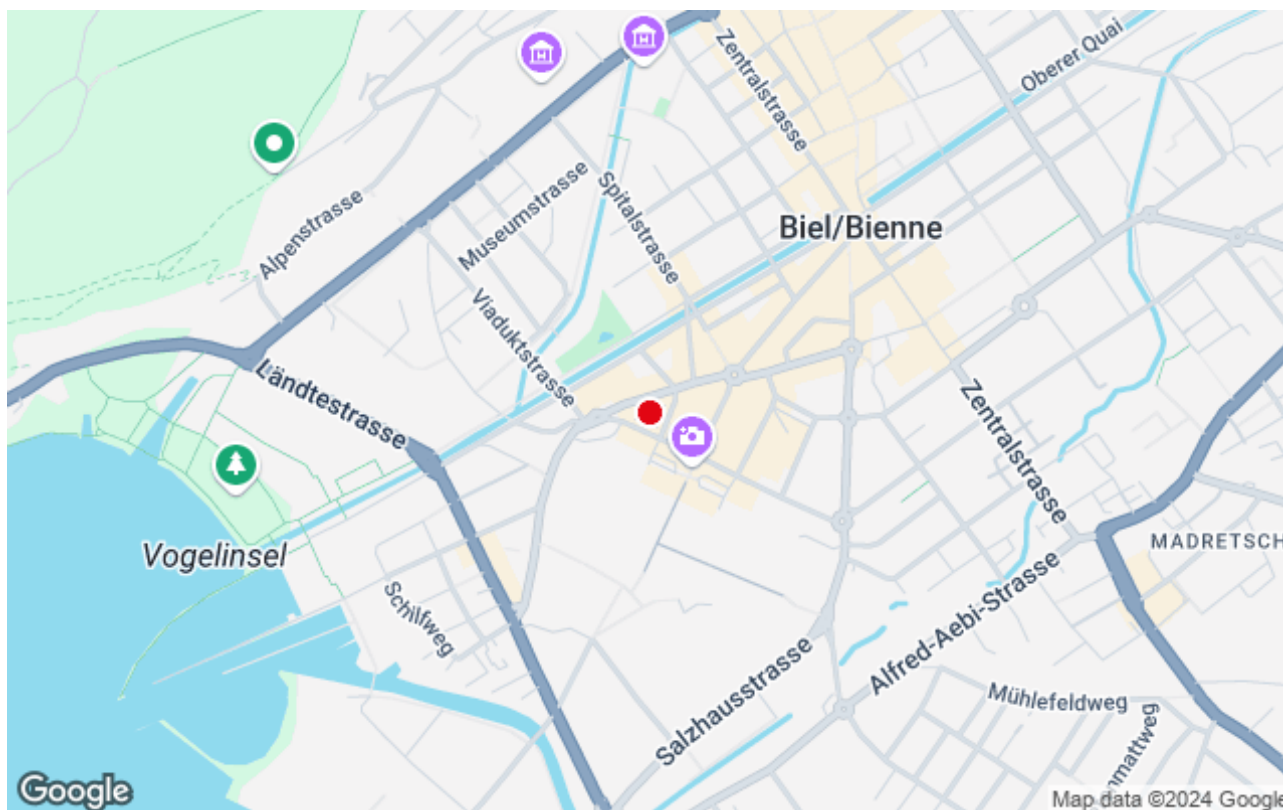 Zentralstrasse
Oberer Quai
Spitalstrasse
Museumstrasse
Alpenstrasse
Biel/Bienne
Viaduktstrasse
Ländtestrasse
Zentralstrasse
Vogelinsel
MADRETSCH
Schilfweg
Alfred-Aebi-Strasse
Salzhausstrasse
Mühlefeldweg
Google
Map data ©2024 Google